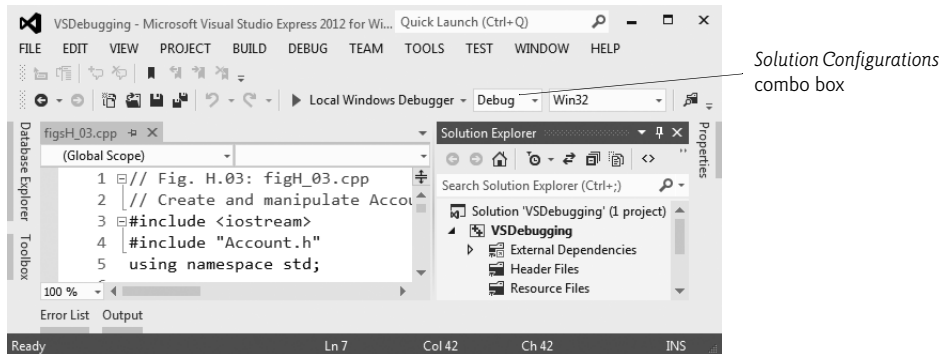 VSDebugging - Microsoft Visual Studio Express 2012 for Wi...
Quick Launch (Ctrl+Q)
FILE EDIT VIEW PROJECT BUILD DEBUG TEAM TOOLS TEST WINDOW HELP
Local Windows Debugger Debug Win32
Solution Configurations
combo box
Database Explorer
Toolbox
figsH_03.cpp
(Global Scope)
1 // Fig. H.03: figH_03.cpp
2 // Create and manipulate Accou
3 #include <iostream>
4 #include "Account.h"
5 using namespace std;
100 %
Solution Explorer
Search Solution Explorer (Ctrl+;)
Solution 'VSDebugging' (1 project)
VSDebugging
External Dependencies
Header Files
Resource Files
Properties
Error List Output
Ready Ln 7 Col 42 Ch 42 INS